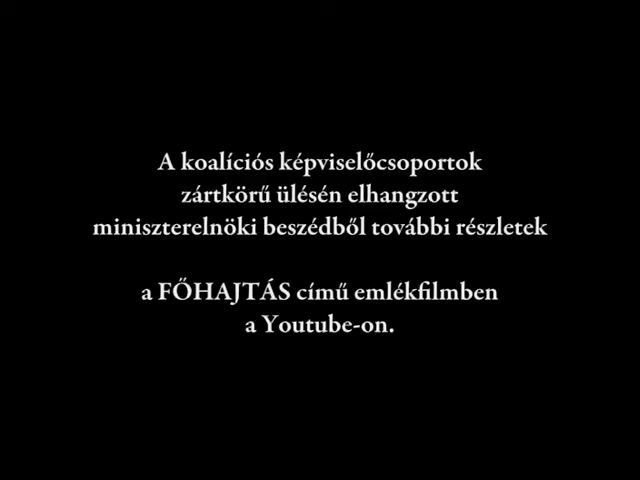 A koalíciós képviselőcsoportok
zártkörű ülésén elhangzott
miniszterelnöki beszédből további részletek
a FŐHAJTÁS című emlékfilmben
a Youtube-on.